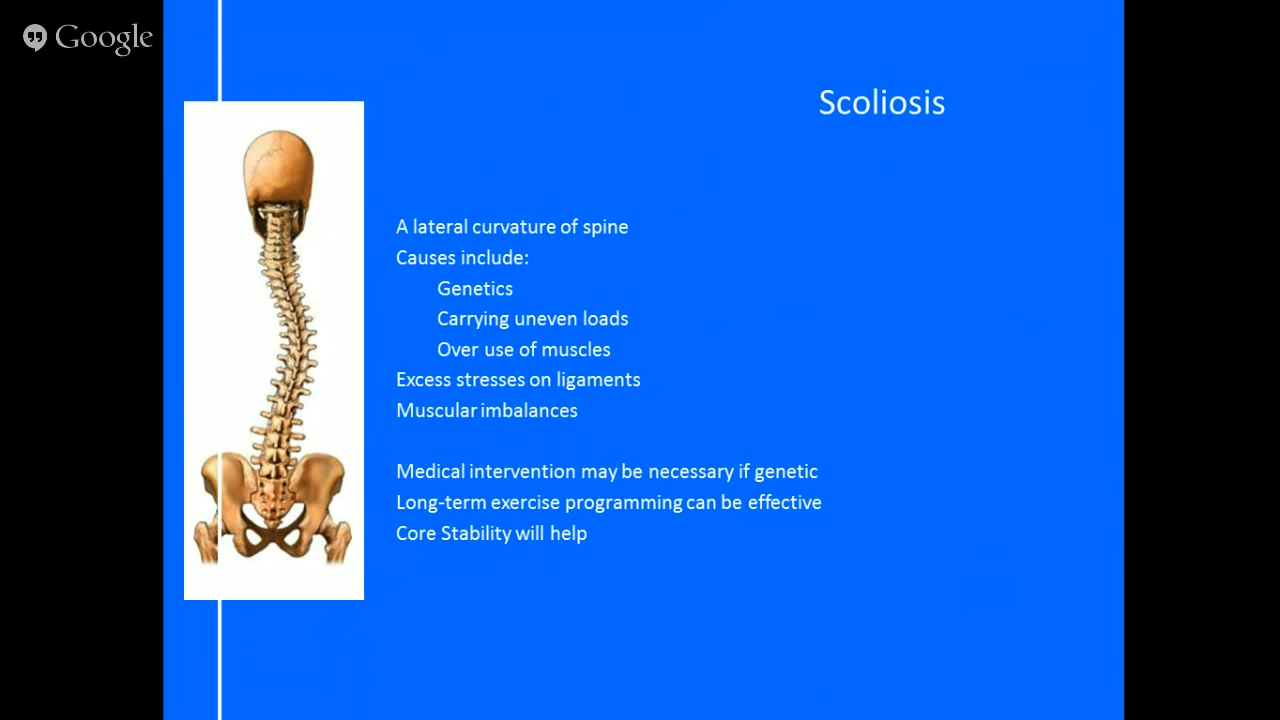 Google
Scoliosis
A lateral curvature of spine
Causes include:
Genetics
Carrying uneven loads
Over use of muscles
Excess stresses on ligaments
Muscular imbalances
Medical intervention may be necessary if genetic
Long-term exercise programming can be effective
Core Stability will help